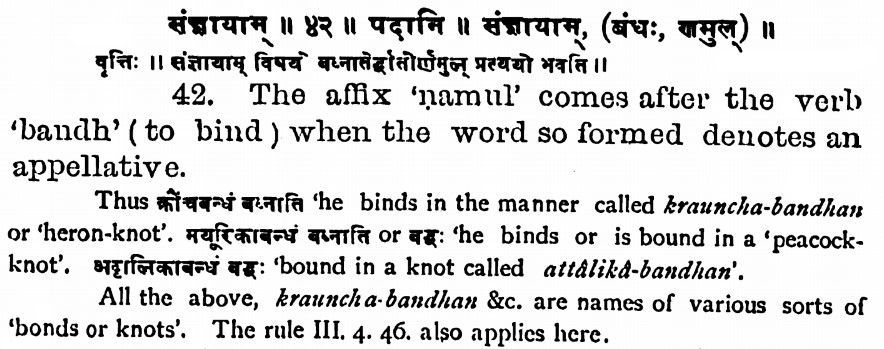 संज्ञायाम् ॥ ४२ ॥ पदानि ॥ संज्ञायाम्, (बंधः, णमुल्) ॥
वृत्तिः ॥ संज्ञायाम् विषये बध्नातेर्द्धातोर्णमुल् प्रत्ययो भवति ॥
42. The affix 'ṇamul' comes after the verb
'bandh' ( to bind ) when the word so formed denotes an
appellative.
Thus क्रौंचबन्धं बध्नाति 'he binds in the manner called krauncha-bandhan
or 'heron-knot'. मयूरिकाबन्धं बध्नाति or बद्धः 'he binds or is bound in a 'peacock-
knot'. अट्टालिकाबन्धं बद्धः 'bound in a knot called attâlikâ-bandhan'.
All the above, krauncha-bandhan &c. are names of various sorts of
'bonds or knots'. The rule III. 4. 46. also applies here.